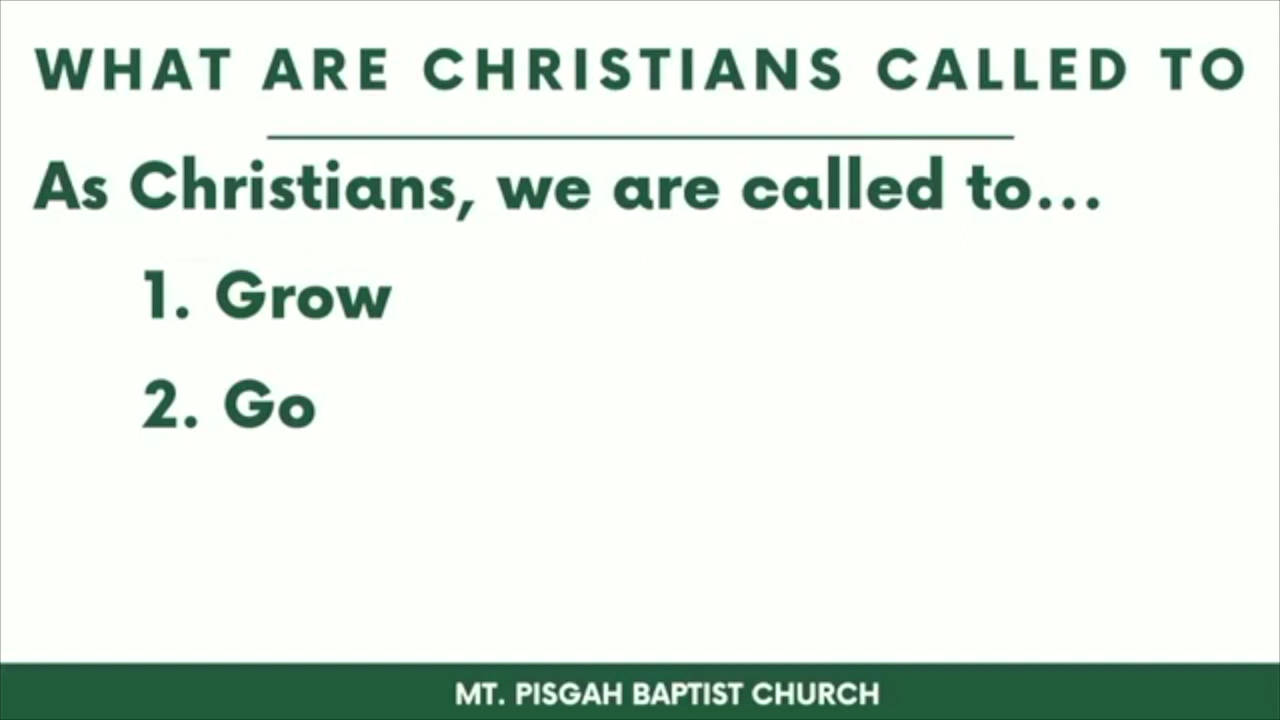 WHAT ARE CHRISTIANS CALLED TO
As Christians, we are called to...
1. Grow
2. Go
MT. PISGAH BAPTIST CHURCH